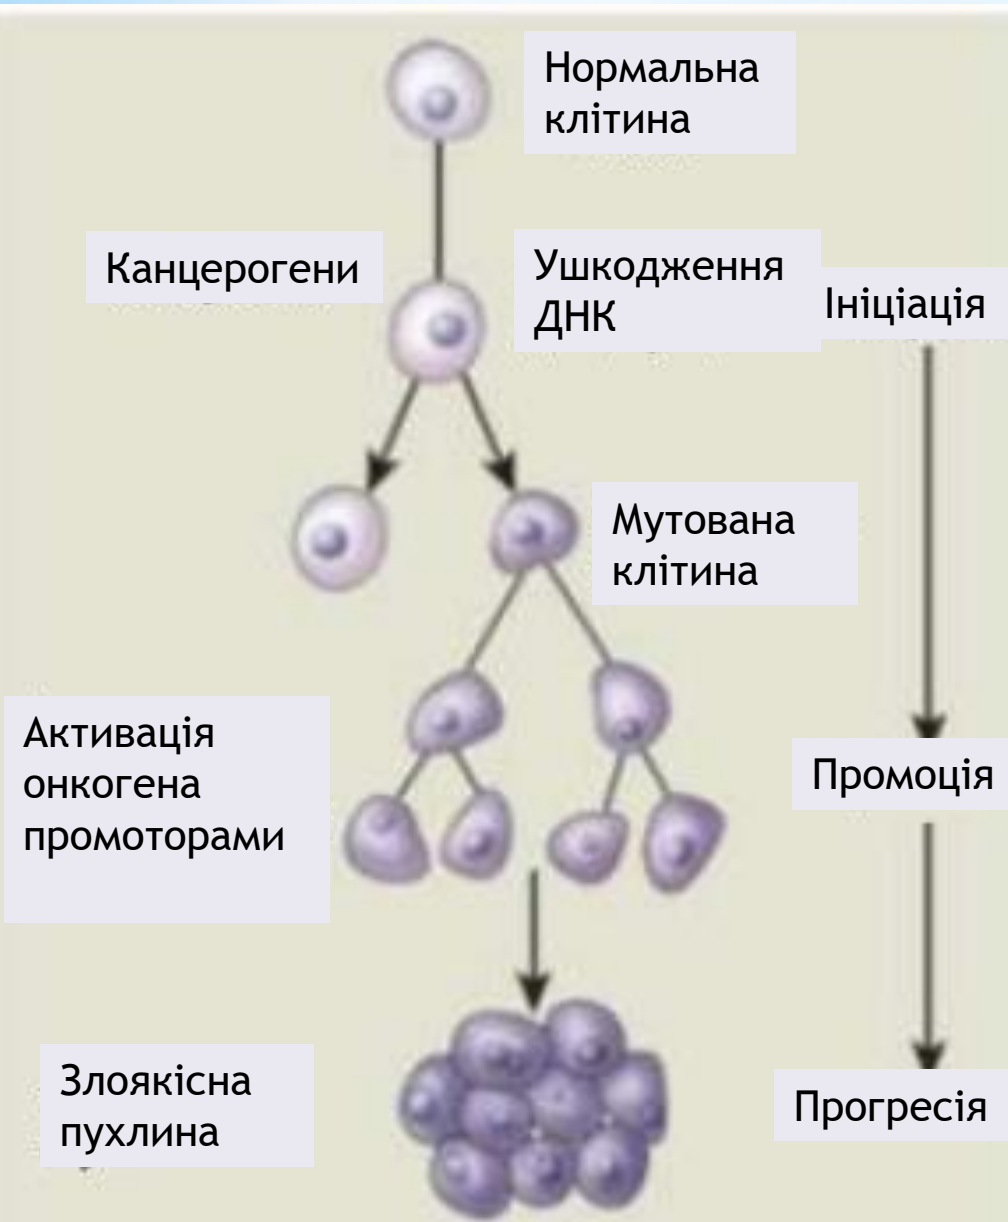 Нормальна
клітина
Канцерогени
Ушкодження
ДНК
Ініціація
Мутована
клітина
Активація
онкогена
промоторами
Промоція
Злоякісна
пухлина
Прогресія